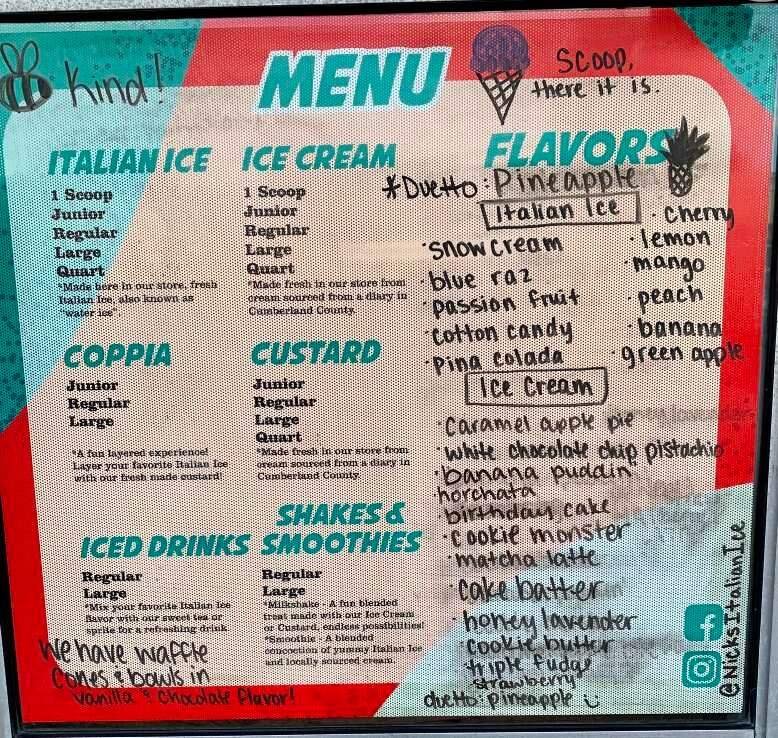 Kind!
MENU
Scoop,
there it is.
ITALIAN ICE
1 Scoop
Junior
Regular
Large
Quart
*Made here in our store, fresh
Italian Ice, also known as
"water ice"
ICE CREAM
1 Scoop
Junior
Regular
Large
Quart
*Made fresh in our store from
cream sourced from a diary in
Cumberland County.
COPPIA
Junior
Regular
Large
*A fun layered experience!
Layer your favorite Italian Ice
with our fresh made custard!
CUSTARD
Junior
Regular
Large
Quart
*Made fresh in our store from
cream sourced from a diary in
Cumberland County.
ICED DRINKS
Regular
Large
*Mix your favorite Italian Ice
flavor with our sweet tea or
sprite for a refreshing drink
SHAKES &
SMOOTHIES
Regular
Large
*Milkshake - A fun blended
treat made with our Ice Cream
or Custard, endless possibilities!
*Smoothie - A blended
concoction of yummy Italian Ice
and locally sourced cream.
We have waffle
Cones & bowls in
vanilla & Chocolate flavor!
FLAVORS
*Duetto: Pineapple
Italian Ice
· snow cream
· blue raz
· passion fruit
· cotton candy
· Pina colada
· cherry
· lemon
· mango
· peach
· banana
· green apple
Ice Cream
· Caramel apple pie
· white chocolate chip pistachio
· banana puddin
· horchata
· birthday cake
· cookie monster
· matcha latte
· cake batter
· honey lavender
· cookie butter
· triple fudge
strawberry
duetto: pineapple
@NicksItalianIce